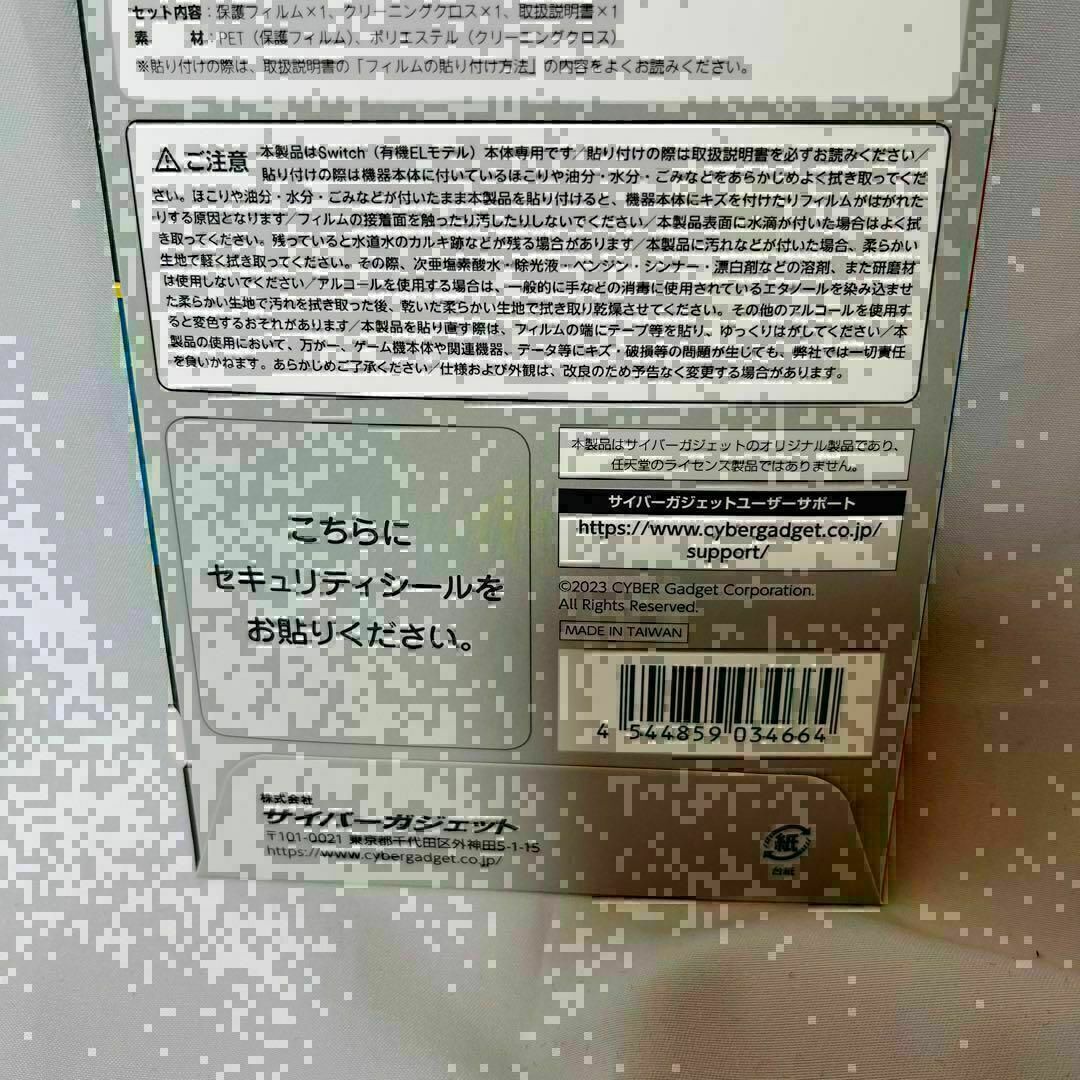 セット内容：保護フィルム×1、クリーニングクロス×1、取扱説明書×1
素　材：PET（保護フィルム）、ポリエステル（クリーニングクロス）
※貼り付けの際は、取扱説明書の「フィルムの貼り付け方法」の内容をよくお読みください。
ご注意 本製品はSwitch（有機ELモデル）本体専用です／貼り付けの際は取扱説明書を必ずお読みください／
貼り付けの際は機器本体に付いているほこりや油分・水分・ごみなどをあらかじめよく拭き取ってくだ
さい。ほこりや油分・水分・ごみなどが付いたまま本製品を貼り付けると、機器本体にキズを付けたりフィルムがはがれた
りする原因となります／フィルムの接着面を触ったり汚したりしないでください／本製品表面に水滴が付いた場合はよく拭
き取ってください。残っていると水道水のカルキ跡などが残る場合があります／本製品に汚れなどが付いた場合、柔らかい
生地で軽く拭き取ってください。その際、次亜塩素酸水・除光液・ベンジン・シンナー・漂白剤などの溶剤、また研磨材
は使用しないでください／アルコールを使用する場合は、一般的に手などの消毒に使用されているエタノールを染み込ませ
た柔らかい生地で汚れを拭き取った後、乾いた柔らかい生地で拭き取り乾燥させてください。その他のアルコールを使用す
ると変色するおそれがあります／本製品を貼り直す際は、フィルムの端にテープ等を貼り、ゆっくりはがしてください／本
製品の使用において、万が一、ゲーム機本体や関連機器、データ等にキズ・破損等の問題が生じても、弊社では一切責任
を負いかねます。あらかじめご了承ください／仕様および外観は、改良のため予告なく変更する場合があります。
こちらに
セキュリティシールを
お貼りください。
本製品はサイバーガジェットのオリジナル製品であり、
任天堂のライセンス製品ではありません。
サイバーガジェットユーザーサポート
https://www.cybergadget.co.jp/
support/
©2023 CYBER Gadget Corporation.
All Rights Reserved.
MADE IN TAIWAN
4 544859 034664
株式会社
サイバーガジェット
〒101-0021 東京都千代田区外神田5-1-15
https://www.cybergadget.co.jp/
紙
台紙